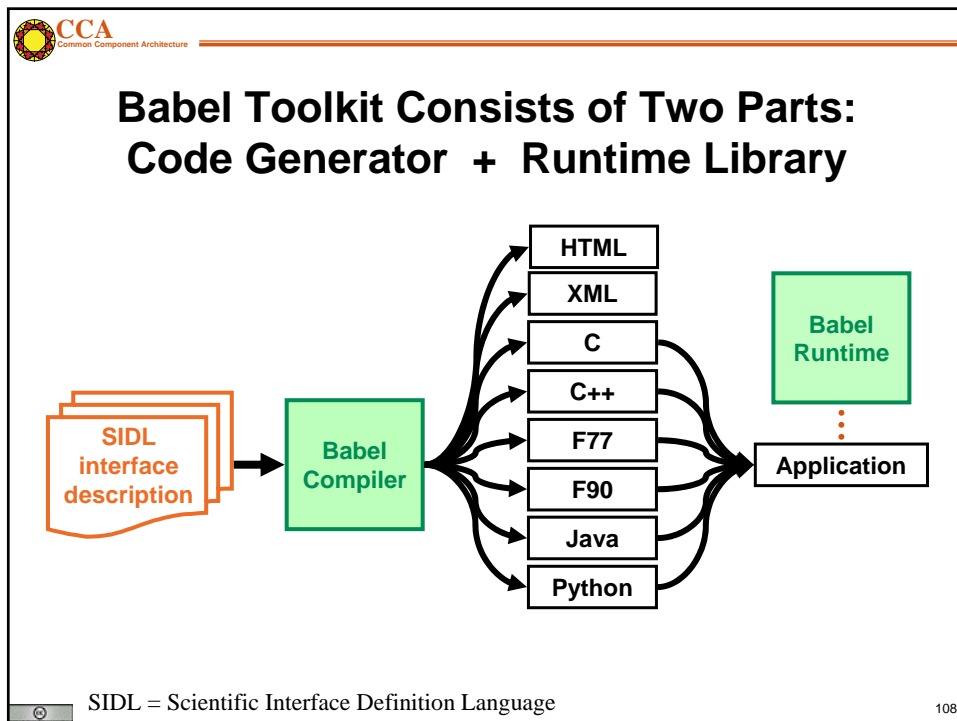 CCA
Common Component Architecture
Babel Toolkit Consists of Two Parts:
Code Generator + Runtime Library
SIDL
interface
description
Babel
Compiler
HTML
XML
C
C++
F77
F90
Java
Python
Babel
Runtime
Application
SIDL = Scientific Interface Definition Language
108